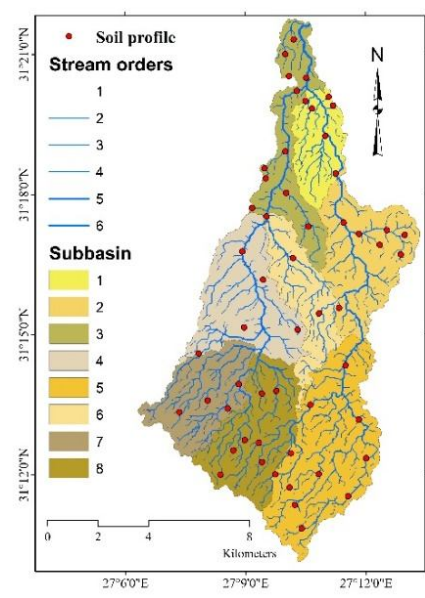 Soil profile
Stream orders
1
2
3
4
5
6
Subbasin
1
2
3
4
5
6
7
8
N
31°21'0"N
31°18'0"N
31°15'0"N
31°12'0"N
0 2 4 8
Kilometers
27°6'0"E 27°9'0"E 27°12'0"E